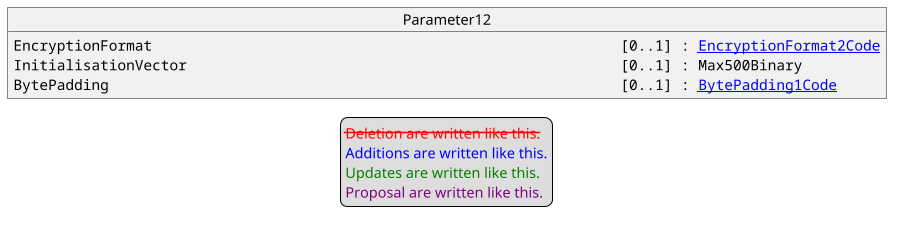 Parameter12
EncryptionFormat [0..1] : EncryptionFormat2Code
InitialisationVector [0..1] : Max500Binary
BytePadding [0..1] : BytePadding1Code
Deletion are written like this.
Additions are written like this.
Updates are written like this.
Proposal are written like this.